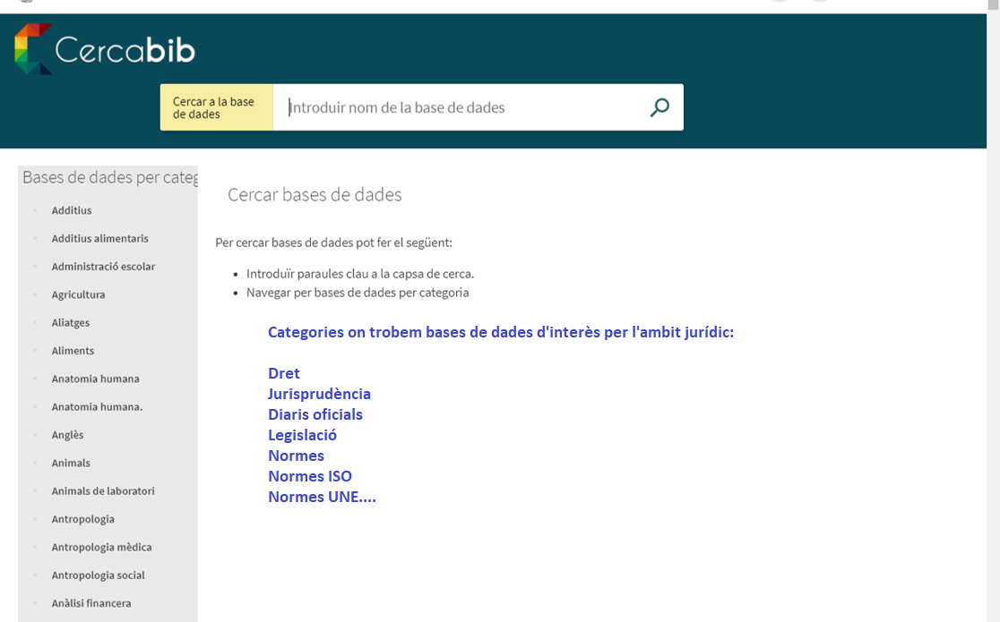 Cercabib
Cercar a la base
de dades
Introduir nom de la base de dades
Bases de dades per categ
Additius
Additius alimentaris
Administració escolar
Agricultura
Aliatges
Aliments
Anatomia humana
Anatomia humana.
Anglès
Animals
Animals de laboratori
Antropologia
Antropologia mèdica
Antropologia social
Anàlisi financera
Cercar bases de dades
Per cercar bases de dades pot fer el següent:
• Introduïr paraules clau a la capsa de cerca.
• Navegar per bases de dades per categoria
Categories on trobem bases de dades d'interès per l'ambit jurídic:
Dret
Jurisprudència
Diaris oficials
Legislació
Normes
Normes ISO
Normes UNE....